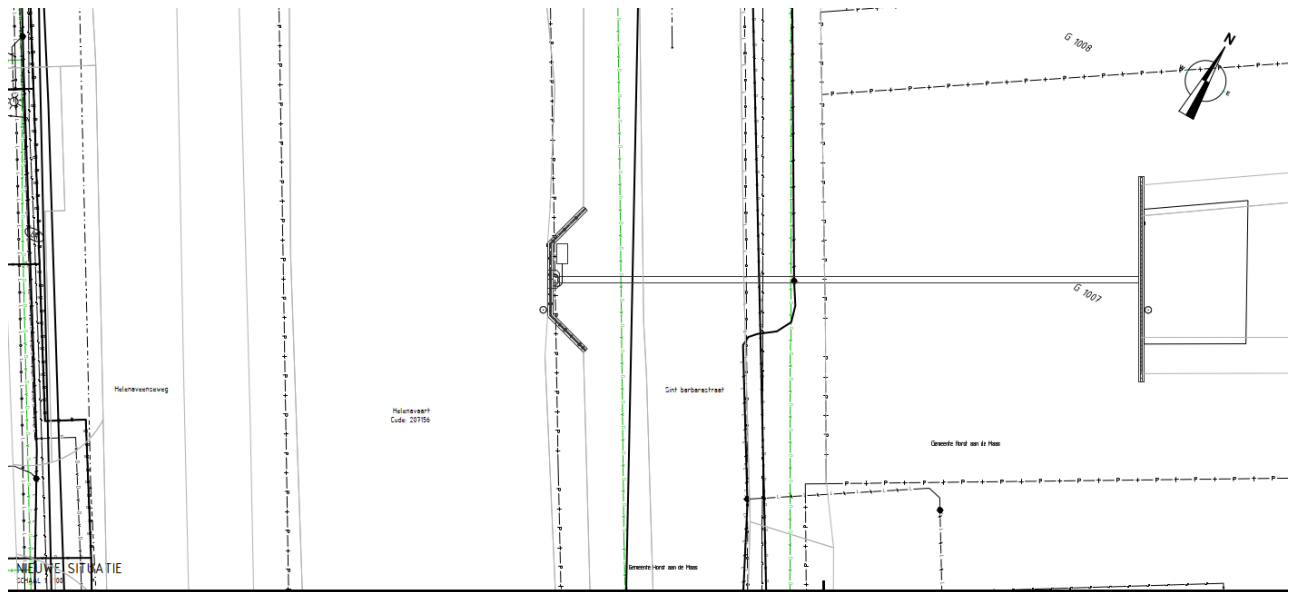 G 1008
N
G 1007
Helenaveenseweg
Sint barbarastraat
Helenavaart
Code: 207156
Gemeente Horst aan de Maas
Gemeente Horst aan de Maas
NIEUWE SITUATIE